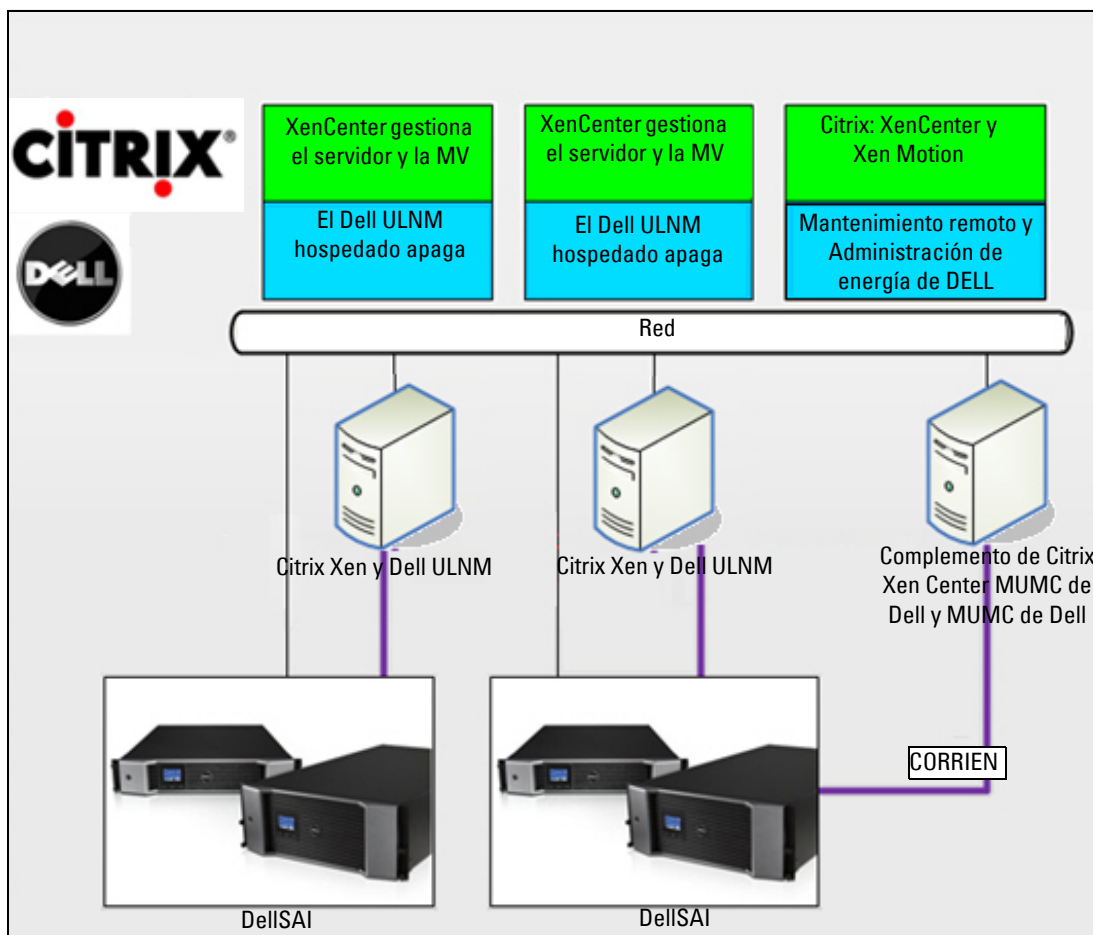 CİTRIX®
DELL
XenCenter gestiona
el servidor y la MV
El Dell ULNM
hospedado apaga
XenCenter gestiona
el servidor y la MV
El Dell ULNM
hospedado apaga
Citrix: XenCenter y
Xen Motion
Mantenimiento remoto y
Administración de
energía de DELL
Red
Citrix Xen y Dell ULNM
Citrix Xen y Dell ULNM
Complemento de Citrix
Xen Center MUMC de
Dell y MUMC de Dell
CORRIEN
DellSAI
DellSAI